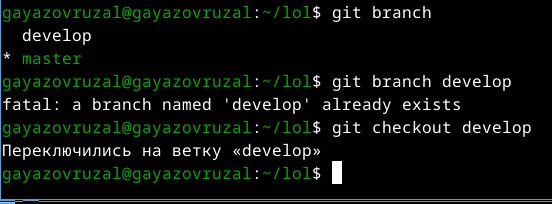 gayazovruzal@gayazovruzal:~/lol$ git branch
  develop
* master
gayazovruzal@gayazovruzal:~/lol$ git branch develop
fatal: a branch named 'develop' already exists
gayazovruzal@gayazovruzal:~/lol$ git checkout develop
Переключились на ветку «develop»
gayazovruzal@gayazovruzal:~/lol$